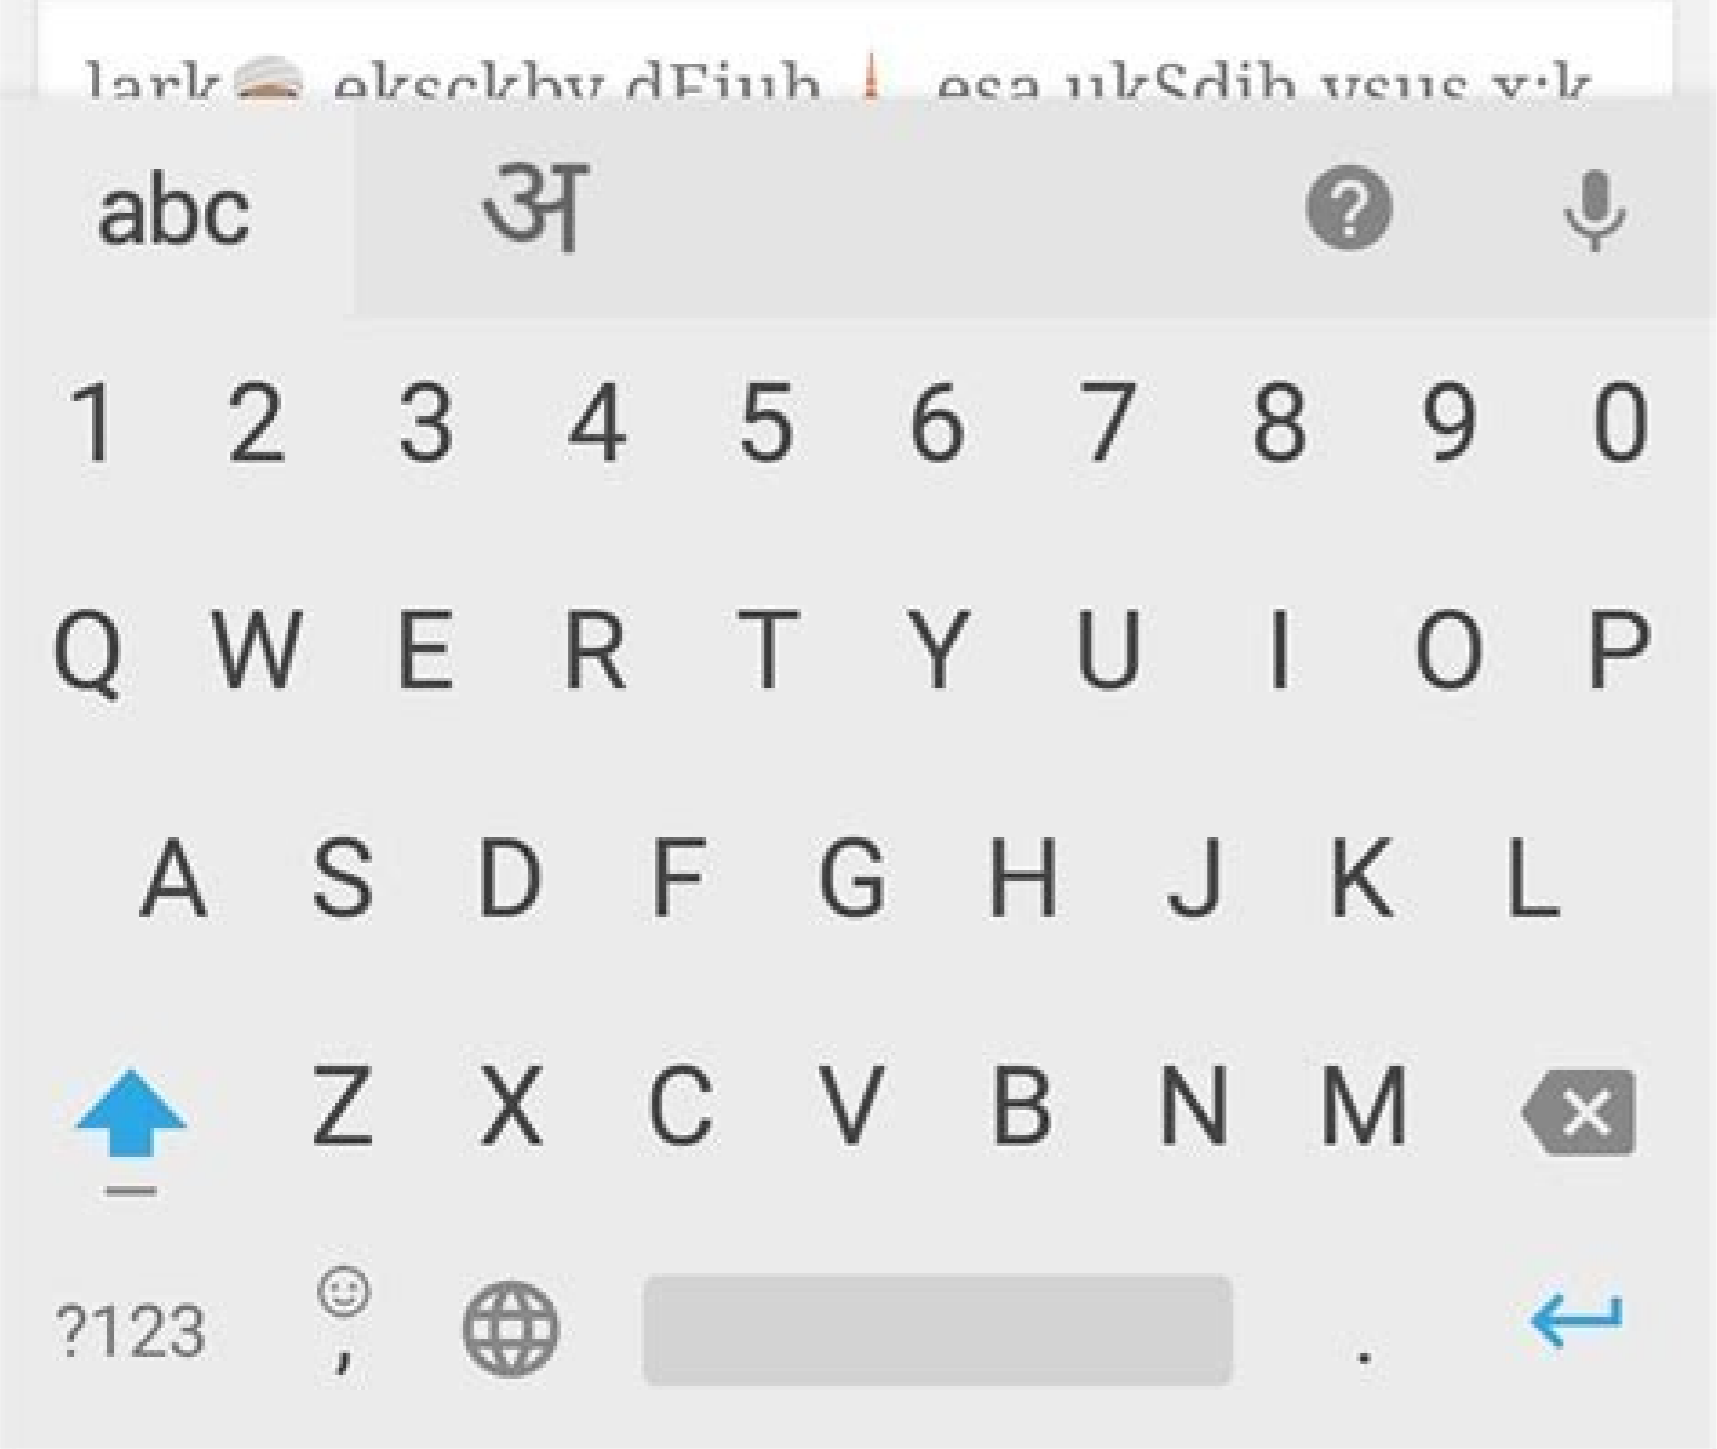 abc अ
1 2 3 4 5 6 7 8 9 0
Q W E R T Y U I O P
A S D F G H J K L
Z X C V B N M
?123 , .